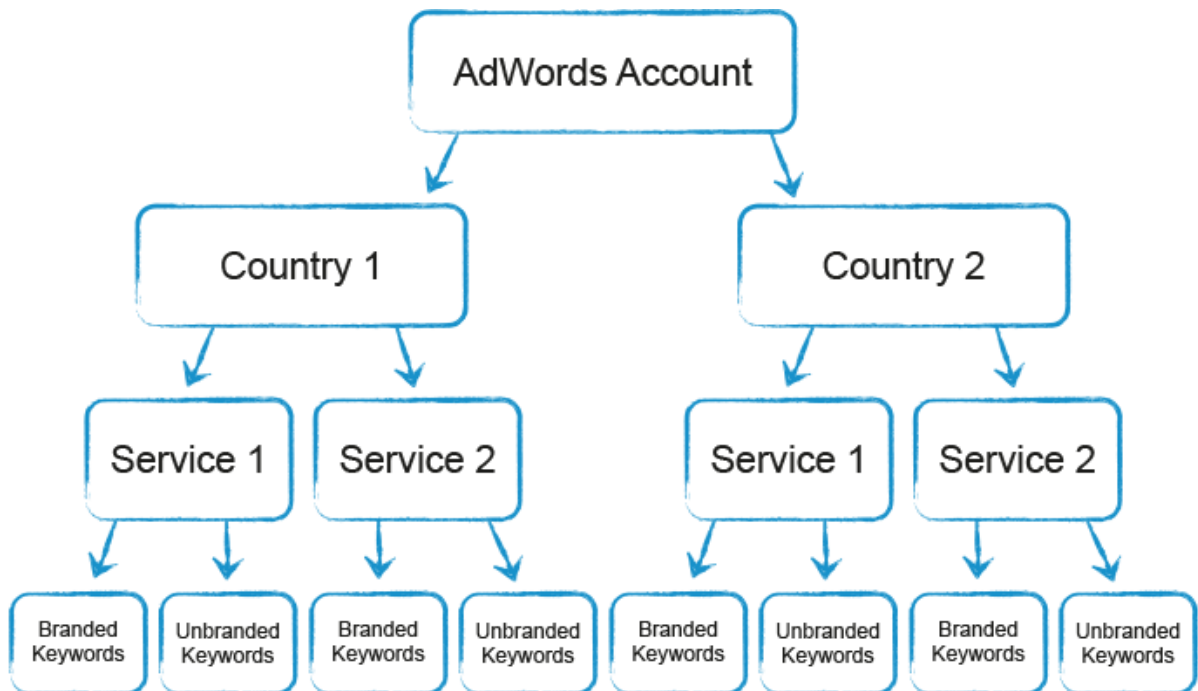 AdWords Account
Country 1
Country 2
Service 1
Service 2
Service 1
Service 2
Branded
Keywords
Unbranded
Keywords
Branded
Keywords
Unbranded
Keywords
Branded
Keywords
Unbranded
Keywords
Branded
Keywords
Unbranded
Keywords